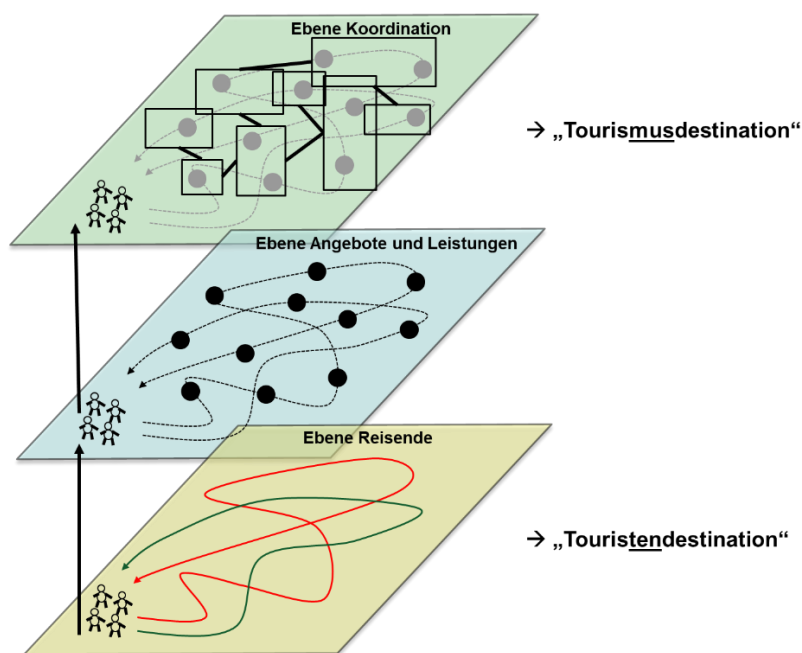 Ebene Koordination
→ „Tourismusdestination“
Ebene Angebote und Leistungen
Ebene Reisende
→ „Touristendestination“